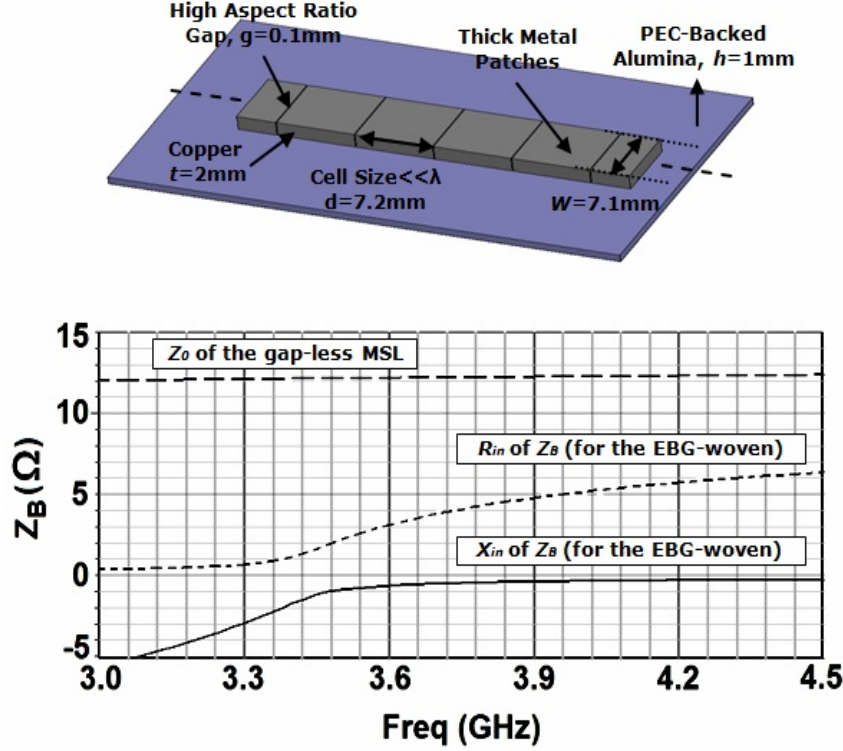 High Aspect Ratio
Gap, g=0.1mm
Thick Metal
Patches
PEC-Backed
Alumina, h=1mm
Copper
t=2mm
Cell Size<<λ
d=7.2mm
W=7.1mm
15
Z0 of the gap-less MSL
10
Rin of ZB (for the EBG-woven)
5
Xin of ZB (for the EBG-woven)
0
-5
ZB(Ω)
3.0 3.3 3.6 3.9 4.2 4.5
Freq (GHz)